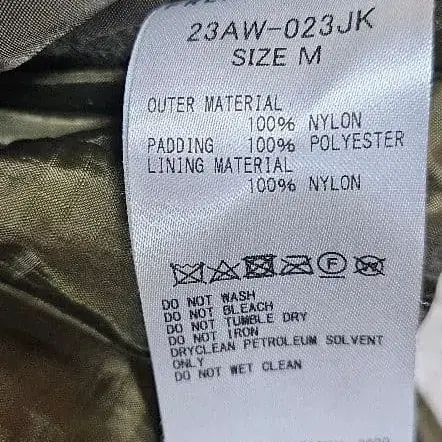 23AW-023JK
SIZE M
OUTER MATERIAL
100% NYLON
PADDING 100% POLYESTER
LINING MATERIAL
100% NYLON
F
DO NOT WASH
DO NOT BLEACH
DO NOT TUMBLE DRY
DO NOT IRON
DRYCLEAN PETROLEUM SOLVENT
ONLY
DO NOT WET CLEAN